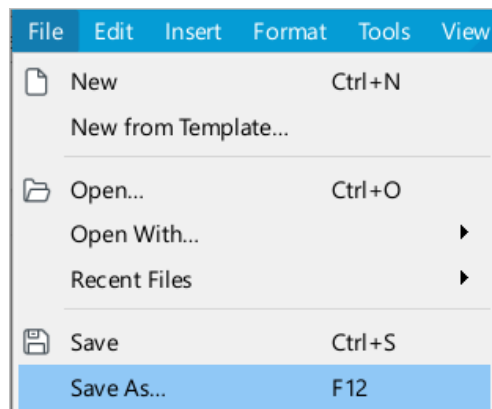 File Edit Insert Format Tools View
New Ctrl+N
New from Template...
Open... Ctrl+O
Open With...
Recent Files
Save Ctrl+S
Save As... F12